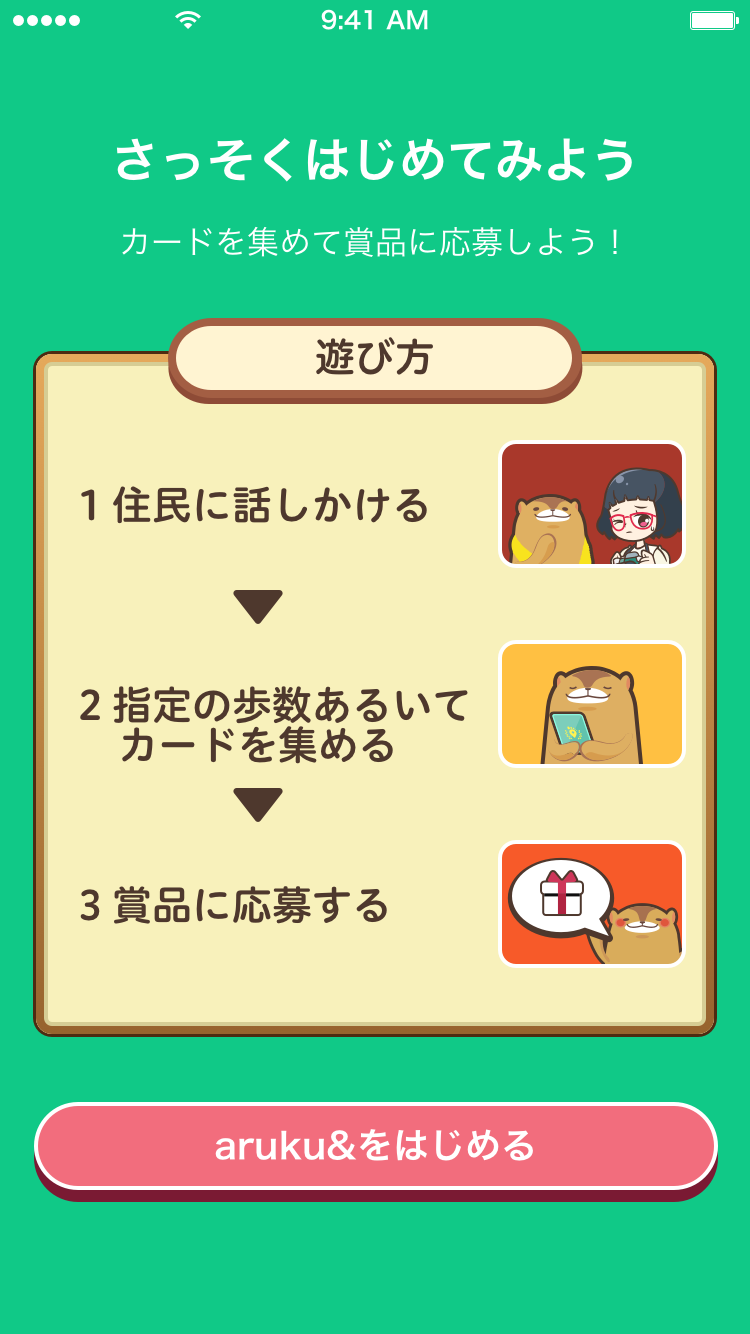 9:41 AM
さっそくはじめてみよう
カードを集めて賞品に応募しよう！
遊び方
1 住民に話しかける
2 指定の歩数あるいて
カードを集める
3 賞品に応募する
aruku&をはじめる